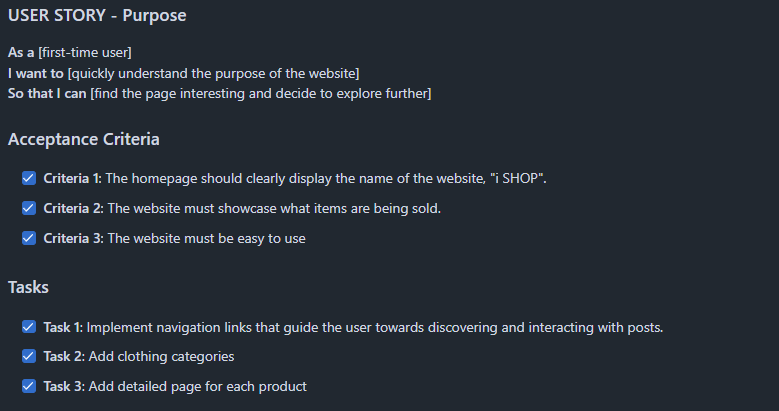 USER STORY - Purpose
As a [first-time user]
I want to [quickly understand the purpose of the website]
So that I can [find the page interesting and decide to explore further]
Acceptance Criteria
Criteria 1: The homepage should clearly display the name of the website, "i SHOP".
Criteria 2: The website must showcase what items are being sold.
Criteria 3: The website must be easy to use
Tasks
Task 1: Implement navigation links that guide the user towards discovering and interacting with posts.
Task 2: Add clothing categories
Task 3: Add detailed page for each product